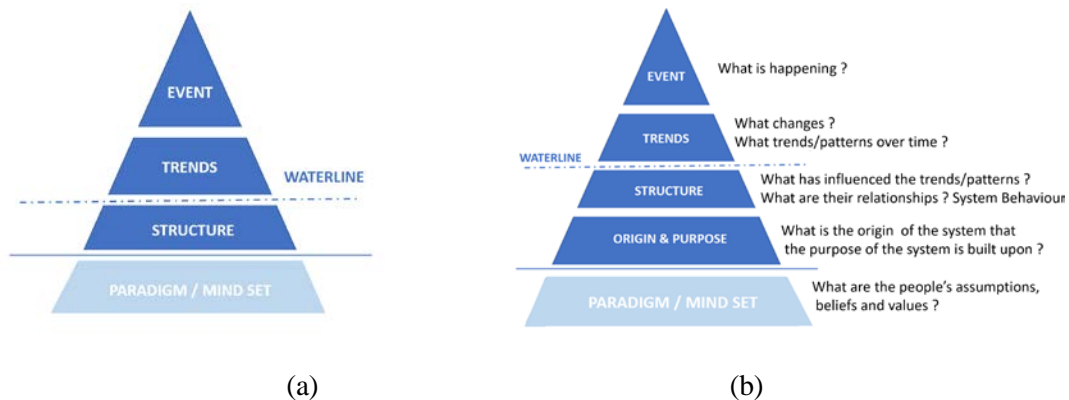 EVENT
TRENDS
WATERLINE
STRUCTURE
PARADIGM / MIND SET
(a)
EVENT
What is happening ?
TRENDS
What changes ?
What trends/patterns over time ?
WATERLINE
STRUCTURE
What has influenced the trends/patterns ?
What are their relationships ? System Behaviour
ORIGIN & PURPOSE
What is the origin of the system that
the purpose of the system is built upon ?
PARADIGM / MIND SET
What are the people's assumptions,
beliefs and values ?
(b)